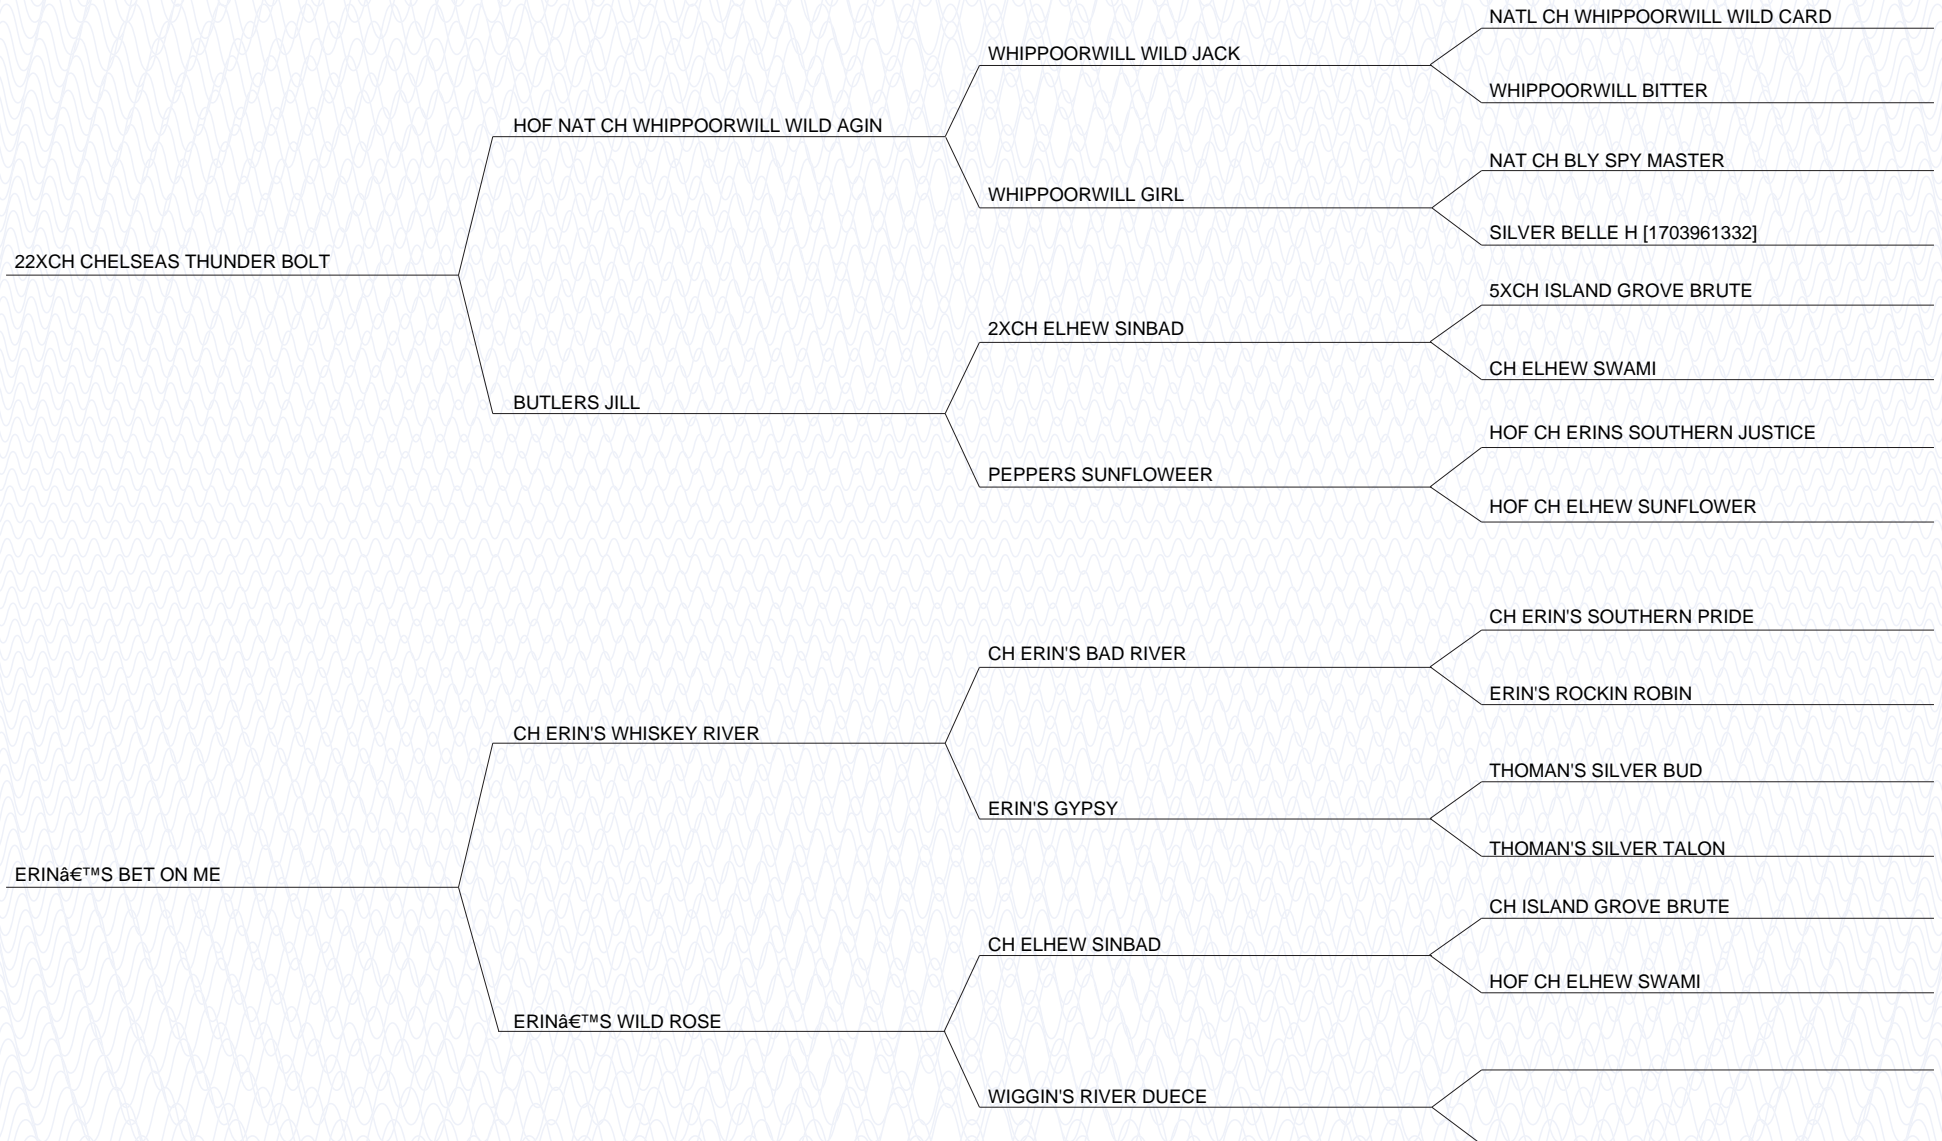 NATL CH WHIPPOORWILL WILD CARD
WHIPPOORWILL WILD JACK
WHIPPOORWILL BITTER
HOF NAT CH WHIPPOORWILL WILD AGIN
NAT CH BLY SPY MASTER
WHIPPOORWILL GIRL
SILVER BELLE H [1703961332]
22XCH CHELSEAS THUNDER BOLT
5XCH ISLAND GROVE BRUTE
2XCH ELHEW SINBAD
CH ELHEW SWAMI
BUTLERS JILL
HOF CH ERINS SOUTHERN JUSTICE
PEPPERS SUNFLOWEER
HOF CH ELHEW SUNFLOWER
CH ERIN'S SOUTHERN PRIDE
CH ERIN'S BAD RIVER
ERIN'S ROCKIN ROBIN
CH ERIN'S WHISKEY RIVER
THOMAN'S SILVER BUD
ERIN'S GYPSY
THOMAN'S SILVER TALON
ERINâ€™S BET ON ME
CH ISLAND GROVE BRUTE
CH ELHEW SINBAD
HOF CH ELHEW SWAMI
ERINâ€™S WILD ROSE
WIGGIN'S RIVER DUECE